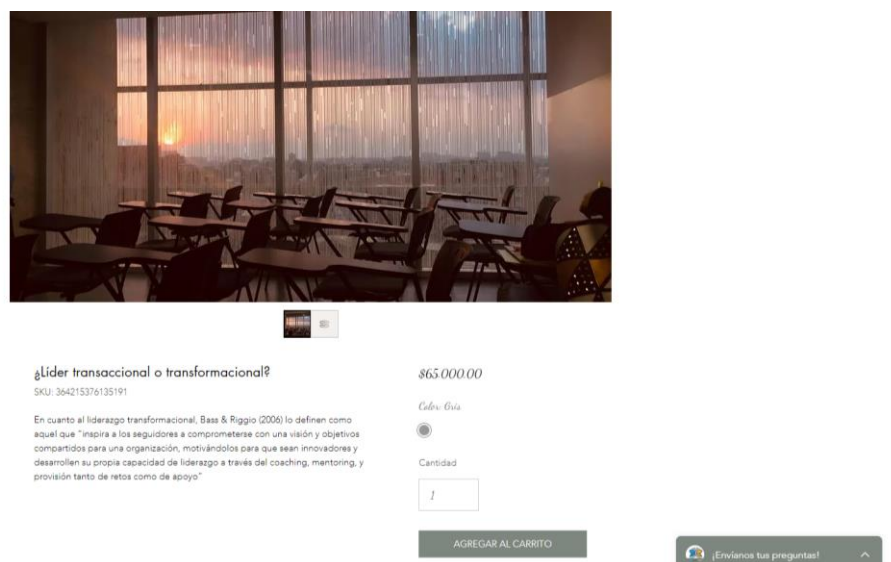 ¿Líder transaccional o transformacional?
SKU: 364215376135191
En cuanto al liderazgo transformacional, Bass & Riggio (2006) lo definen como
aquel que "inspira a los seguidores a comprometerse con una visión y objetivos
compartidos para una organización, motivándolos para que sean innovadores y
desarrollen su propia capacidad de liderazgo a través del coaching, mentoring, y
provisión tanto de retos como de apoyo"
$65.000.00
Color: Gris
Cantidad
1
AGREGAR AL CARRITO
¡Envíanos tus preguntas!